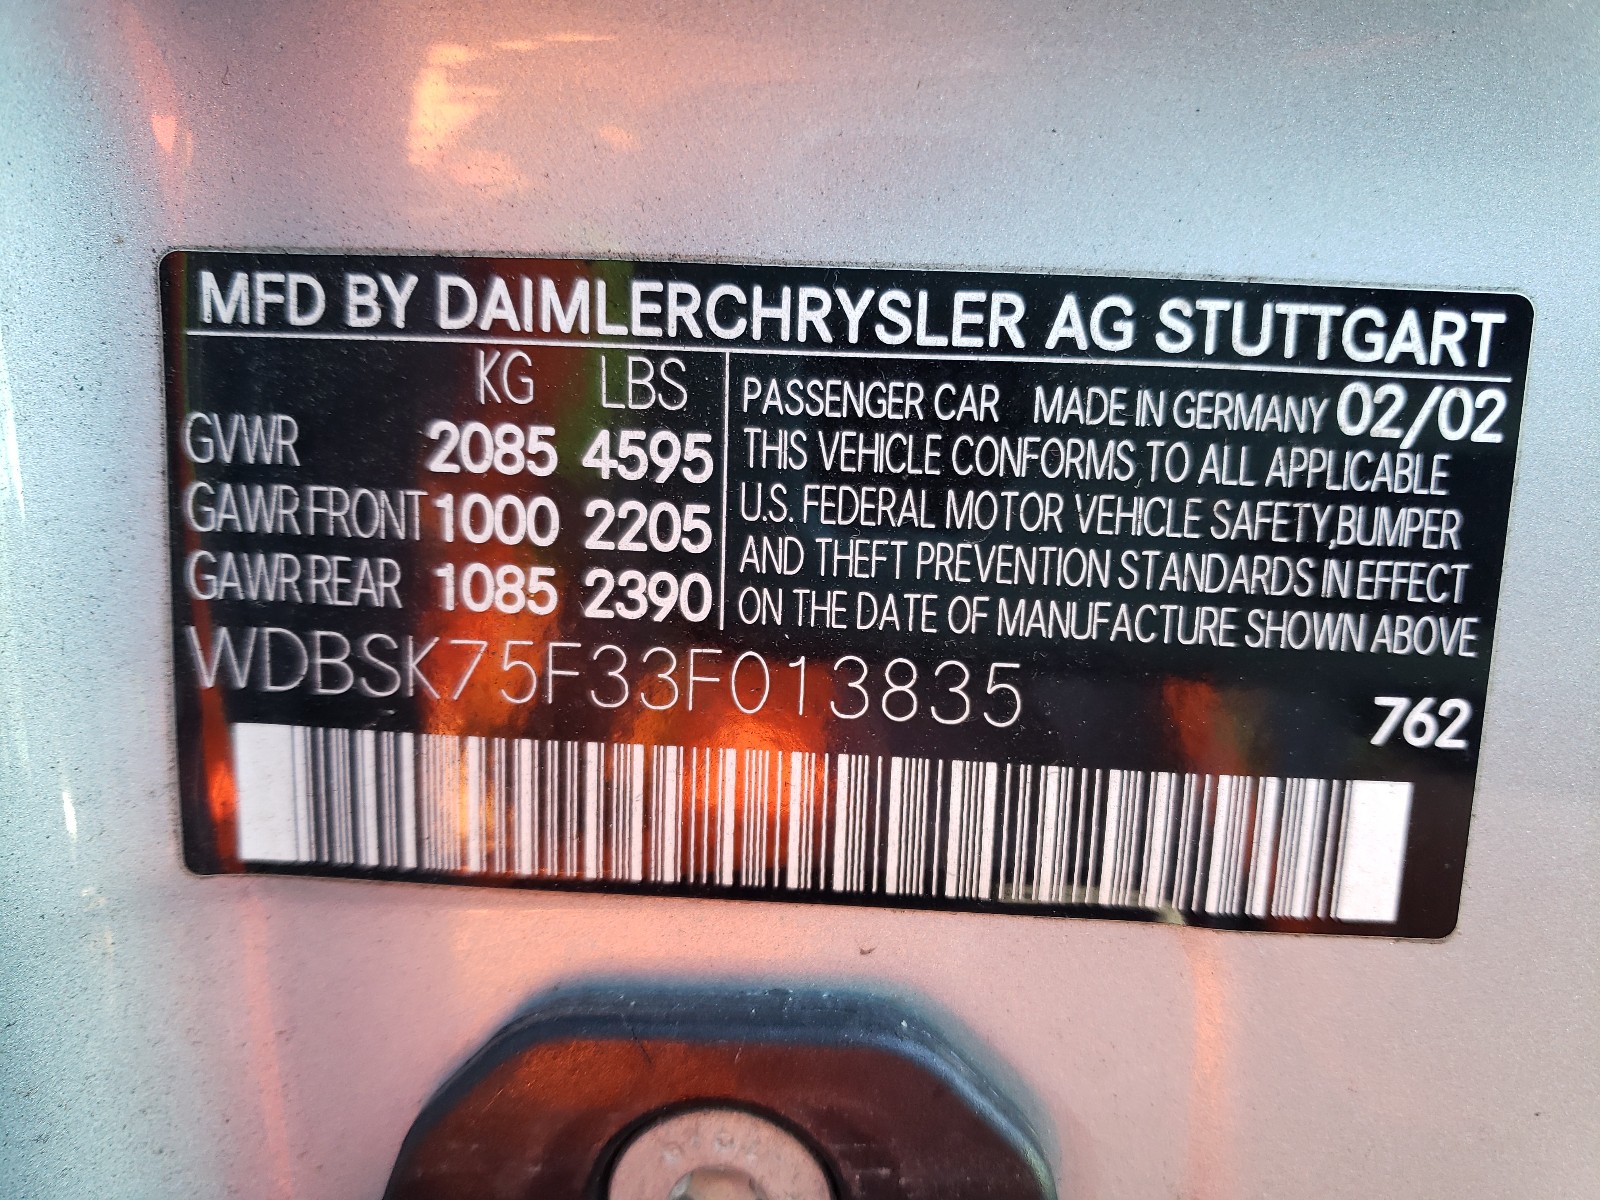 MFD BY DAIMLERCHRYSLER AG STUTTGART
KG LBS
GVWR 2085 4595
GAWR FRONT 1000 2205
GAWR REAR 1085 2390
PASSENGER CAR MADE IN GERMANY 02/02
THIS VEHICLE CONFORMS TO ALL APPLICABLE
U.S. FEDERAL MOTOR VEHICLE SAFETY, BUMPER
AND THEFT PREVENTION STANDARDS IN EFFECT
ON THE DATE OF MANUFACTURE SHOWN ABOVE
WDBSK75F33F013835
762